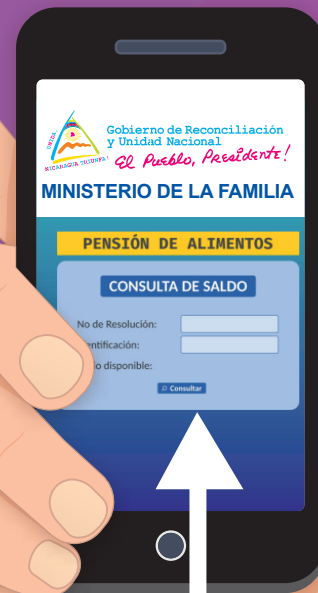 UNIDA,
NICARAGUA TRIUNFA!
Gobierno de Reconciliación
y Unidad Nacional
El Pueblo, Presidente!
MINISTERIO DE LA FAMILIA
PENSIÓN DE ALIMENTOS
CONSULTA DE SALDO
No de Resolución:
entificación:
o disponible:
Consultar